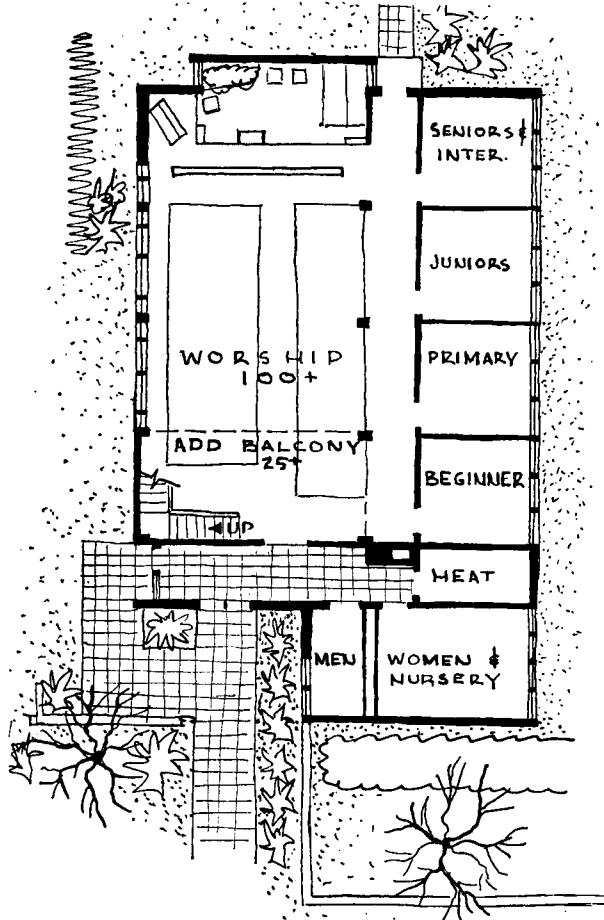 SENIORS &
INTER.
JUNIORS
WORSHIP
100+
PRIMARY
ADD BALCONY
25+
BEGINNER
◄UP
HEAT
MEN
WOMEN &
NURSERY